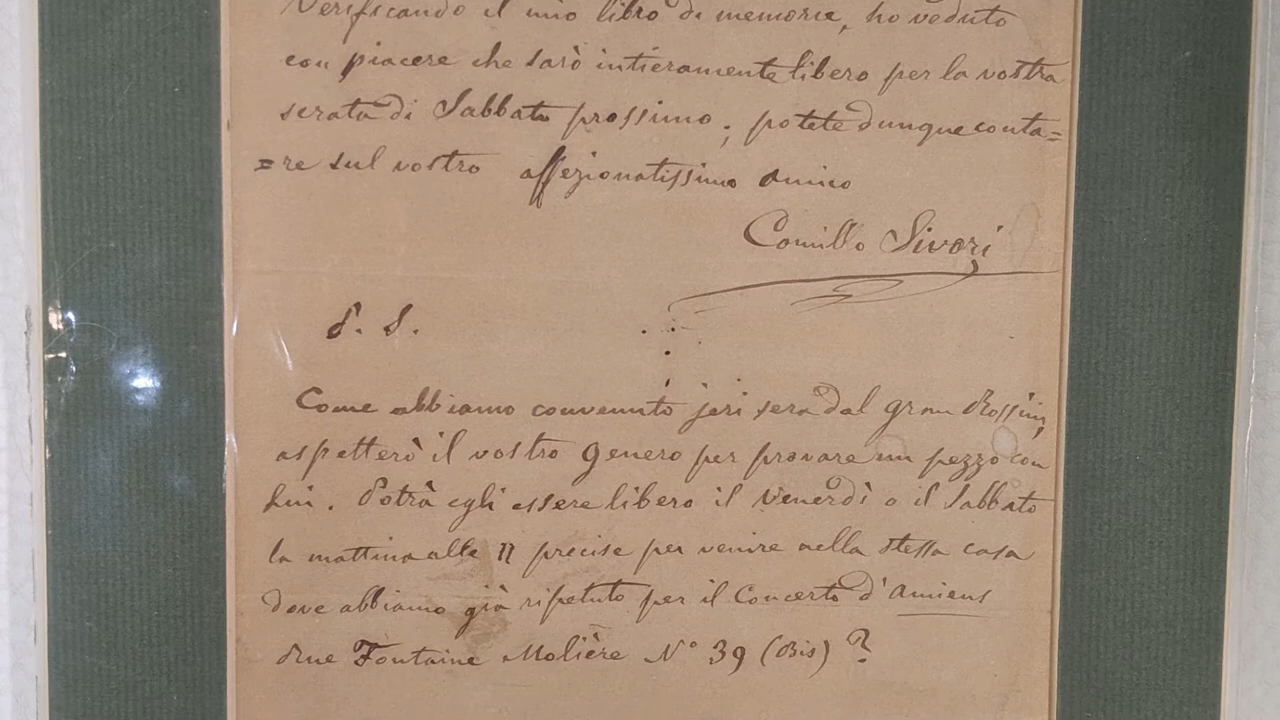 Verificando il mio libro di memorie, ho veduto
con piacere che sarò intieramente libero per la vostra
serata di Sabbato prossimo; potete dunque conta=
=re sul vostro affezionatissimo amico
Camillo Sivori
P. S.
Come abbiamo convenuto jeri sera dal gran Rossini,
aspetterò il vostro genero per provare un pezzo con
lui. Potrà egli essere libero il Venerdì o il Sabbato
la mattina alle 11 precise per venire nella stessa casa
dove abbiamo già ripetuto per il Concerto d'Amiens
Rue Fontaine Molière N° 39 (Bis) ?